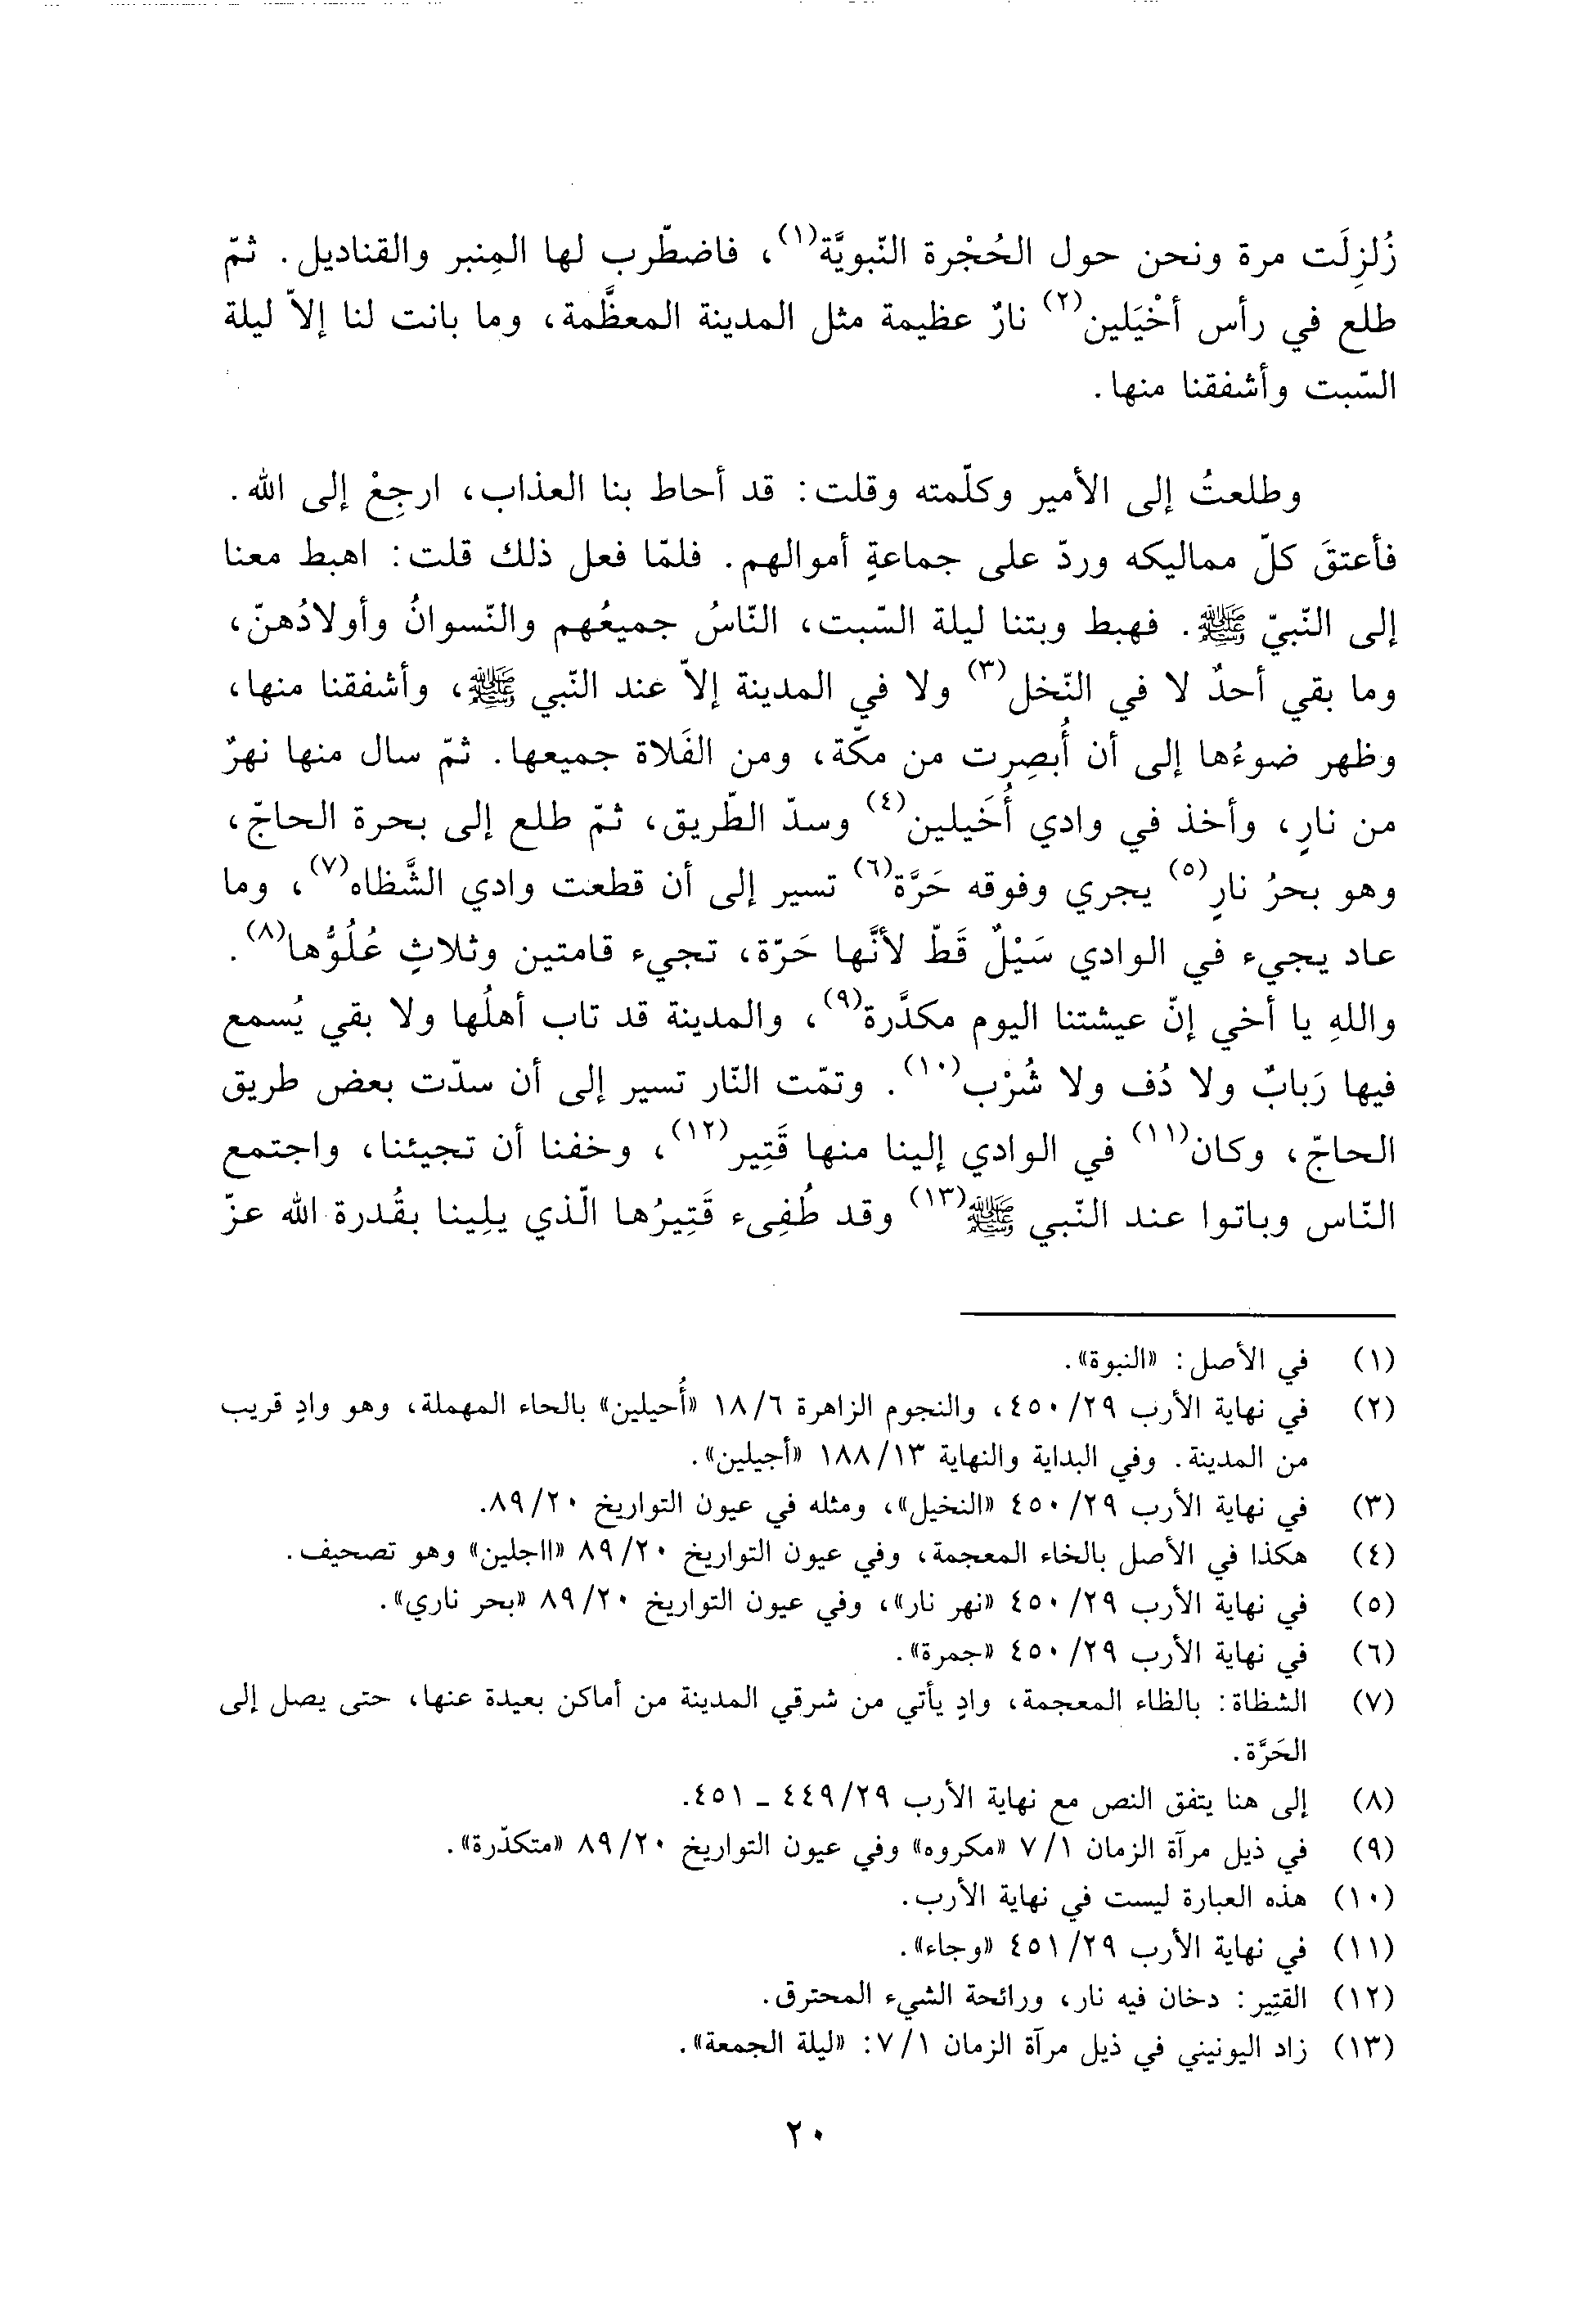 زُلزِلَت مرة ونحن حول الحُجْرة النّبويَّة(١)، فاضطّرب لها المِنبر والقناديل. ثمّ
طلع في رأس أخْيَلين(٢) نارٌ عظيمة مثل المدينة المعظَّمة، وما بانت لنا إلاّ ليلة
السّبت وأشفقنا منها.
وطلعتُ إلى الأمير وكلّمته وقلت: قد أحاط بنا العذاب، ارجِعْ إلى الله.
فأعتقَ كلّ مماليكه وردّ على جماعةٍ أموالهم. فلمّا فعل ذلك قلت: اهبط معنا
إلى النّبيّ ﷺ. فهبط وبتنا ليلة السّبت، النّاسُ جميعُهم والنّسوانُ وأولادُهنّ،
وما بقي أحدٌ لا في النّخل(٣) ولا في المدينة إلاّ عند النّبي ﷺ، وأشفقنا منها،
وظهر ضوءُها إلى أن أُبصِرت من مكّة، ومن الفَلاة جميعها. ثمّ سال منها نهرٌ
من نارٍ، وأخذ في وادي أُخَيلين(٤) وسدّ الطّريق، ثمّ طلع إلى بحرة الحاجّ،
وهو بحرُ نارٍ(٥) يجري وفوقه حَرَّة(٦) تسير إلى أن قطعت وادي الشَّظاه(٧)، وما
عاد يجيء في الوادي سَيْلٌ قَطّ لأنَّها حَرّة، تجيء قامتين وثلاثٍ عُلُوُّها(٨).
واللهِ يا أخي إنّ عيشتنا اليوم مكدَّرة(٩)، والمدينة قد تاب أهلُها ولا بقي يُسمع
فيها رَبابٌ ولا دُف ولا شُرْب(١٠). وتمّت النّار تسير إلى أن سدّت بعض طريق
الحاجّ، وكان(١١) في الوادي إلينا منها قَتِير(١٢)، وخفنا أن تجيئنا، واجتمع
النّاس وباتوا عند النّبي ﷺ(١٣) وقد طُفِىء قَتِيرُها الّذي يلِينا بقُدرة الله عزّ
(١) في الأصل: «النبوة».
(٢) في نهاية الأرب ٤٥٠/٢٩، والنجوم الزاهرة ١٨/٦ «أُحيلين» بالحاء المهملة، وهو وادٍ قريب
من المدينة. وفي البداية والنهاية ١٨٨/١٣ «أجيلين».
(٣) في نهاية الأرب ٤٥٠/٢٩ «النخيل»، ومثله في عيون التواريخ ٨٩/٢٠.
(٤) هكذا في الأصل بالخاء المعجمة، وفي عيون التواريخ ٨٩/٢٠ «ااجلين» وهو تصحيف.
(٥) في نهاية الأرب ٤٥٠/٢٩ «نهر نار»، وفي عيون التواريخ ٨٩/٢٠ «بحر ناري».
(٦) في نهاية الأرب ٤٥٠/٢٩ «جمرة».
(٧) الشظاة: بالظاء المعجمة، وادٍ يأتي من شرقي المدينة من أماكن بعيدة عنها، حتى يصل إلى
الحَرَّة.
(٨) إلى هنا يتفق النص مع نهاية الأرب ٤٤٩/٢٩ ـ ٤٥١.
(٩) في ذيل مرآة الزمان ٧/١ «مكروه» وفي عيون التواريخ ٨٩/٢٠ «متكدّرة».
(١٠) هذه العبارة ليست في نهاية الأرب.
(١١) في نهاية الأرب ٤٥١/٢٩ «وجاء».
(١٢) القتِير: دخان فيه نار، ورائحة الشيء المحترق.
(١٣) زاد اليونيني في ذيل مرآة الزمان ٧/١: «ليلة الجمعة».
٢٠